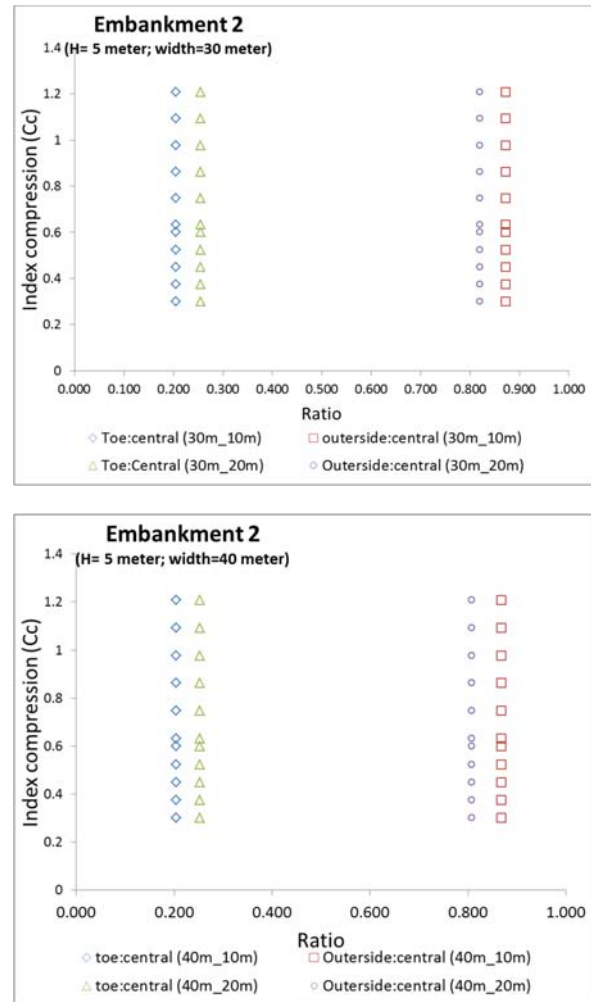 Embankment 2
(H= 5 meter; width=30 meter)
1.4
1.2
1
0.8
0.6
0.4
0.2
0
Index compression (Cc)
0.000 0.100 0.200 0.300 0.400 0.500 0.600 0.700 0.800 0.900 1.000
Ratio
Toe:central (30m_10m) outerside:central (30m_10m)
Toe:Central (30m_20m) Outerside:central (30m_20m)
Embankment 2
(H= 5 meter; width=40 meter)
1.4
1.2
1
0.8
0.6
0.4
0.2
0
Index compression (Cc)
0.000 0.200 0.400 0.600 0.800 1.000
Ratio
toe:central (40m_10m) Outerside:central (40m_10m)
toe:central (40m_20m) Outerside:central (40m_20m)